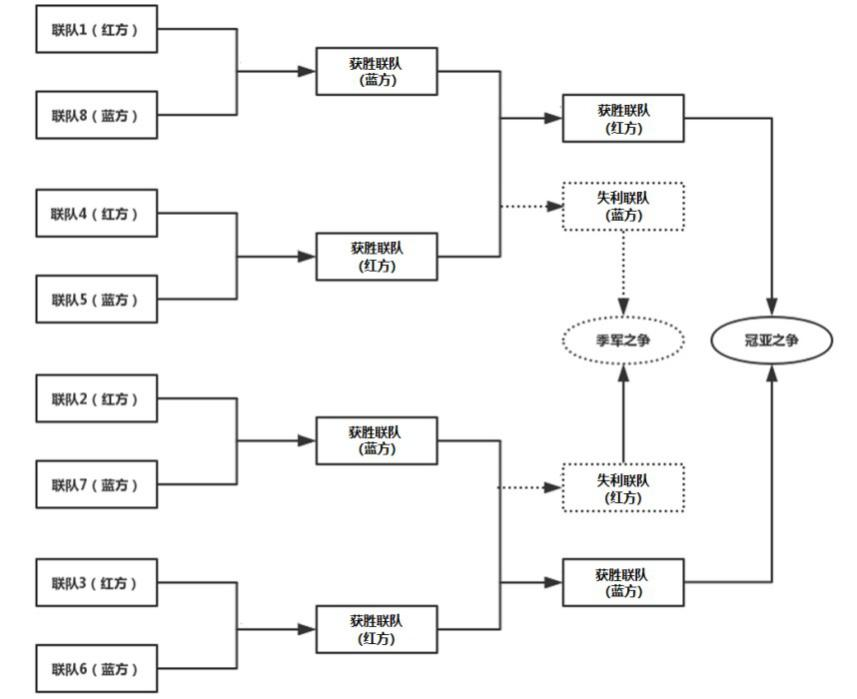 联队1（红方）
联队8（蓝方）
联队4（红方）
联队5（蓝方）
联队2（红方）
联队7（蓝方）
联队3（红方）
联队6（蓝方）
获胜联队
(蓝方)
获胜联队
(红方)
获胜联队
(蓝方)
获胜联队
(红方)
获胜联队
(红方)
失利联队
(蓝方)
季军之争
失利联队
(红方)
获胜联队
(蓝方)
冠亚之争